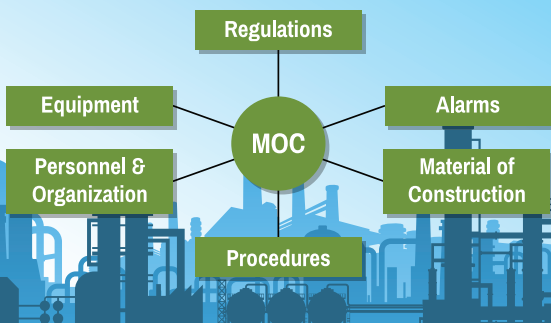 Regulations
Equipment
Alarms
MOC
Personnel &
Organization
Material of
Construction
Procedures